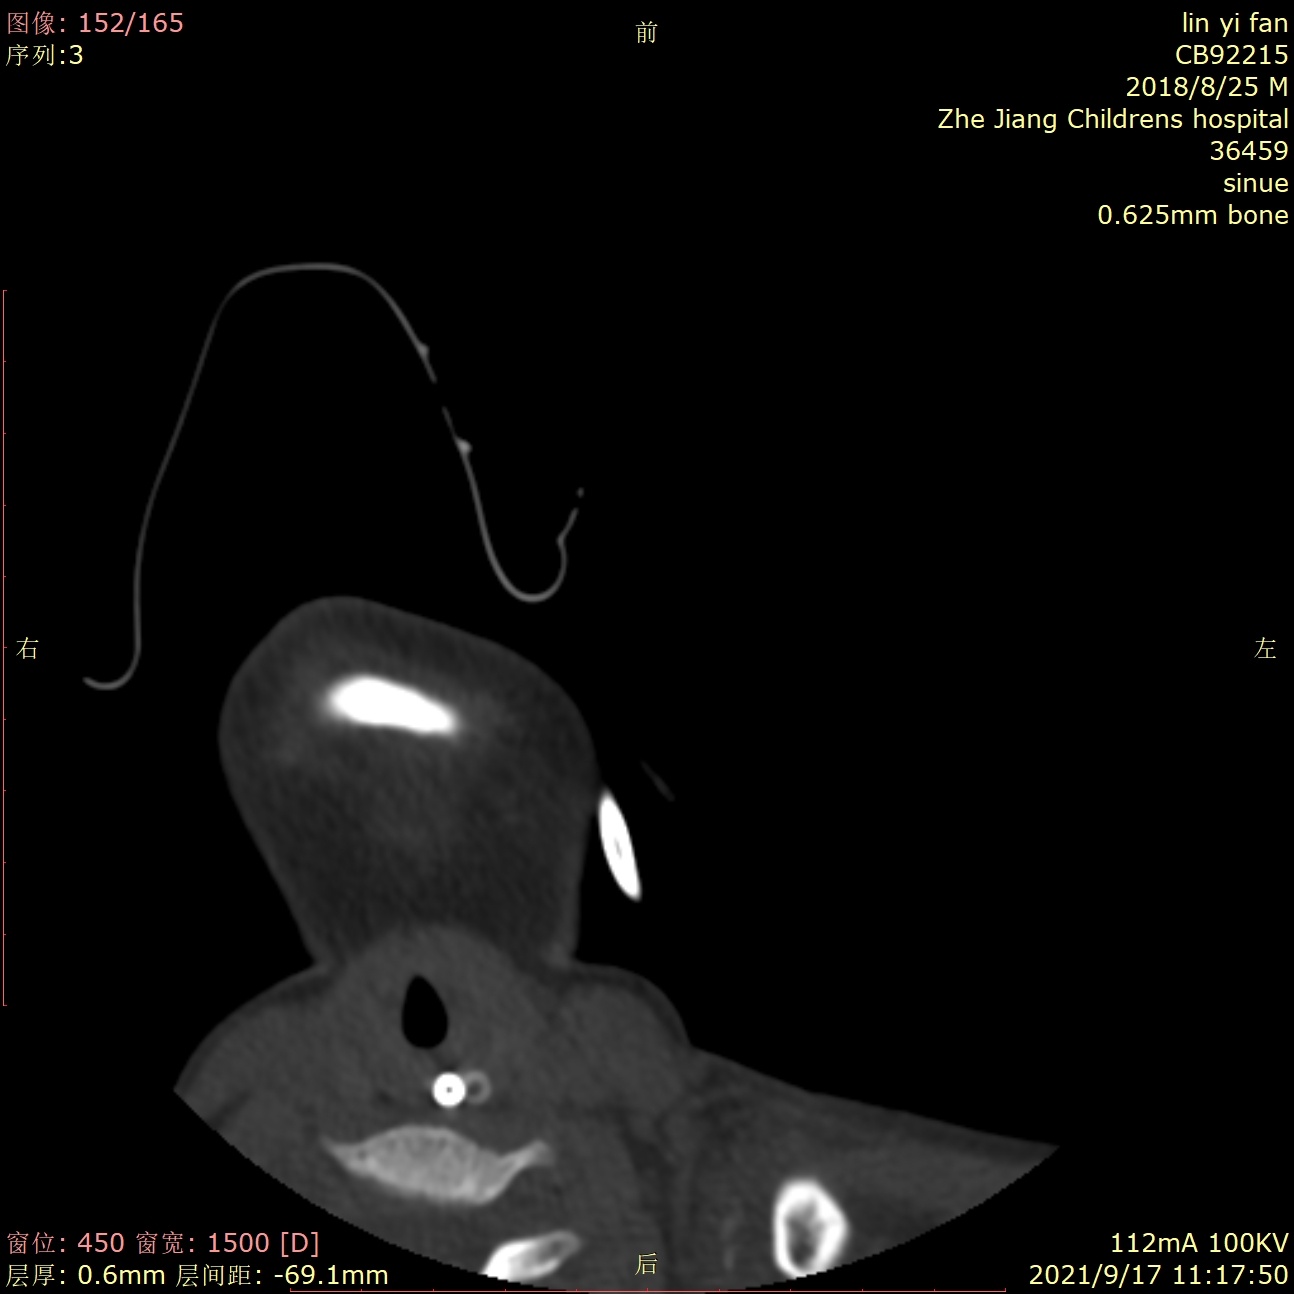 图像: 152/165
序列:3
前
lin yi fan
CB92215
2018/8/25 M
Zhe Jiang Childrens hospital
36459
sinue
0.625mm bone
右
左
窗位: 450 窗宽: 1500 [D]
层厚: 0.6mm 层间距: -69.1mm
后
112mA 100KV
2021/9/17 11:17:50